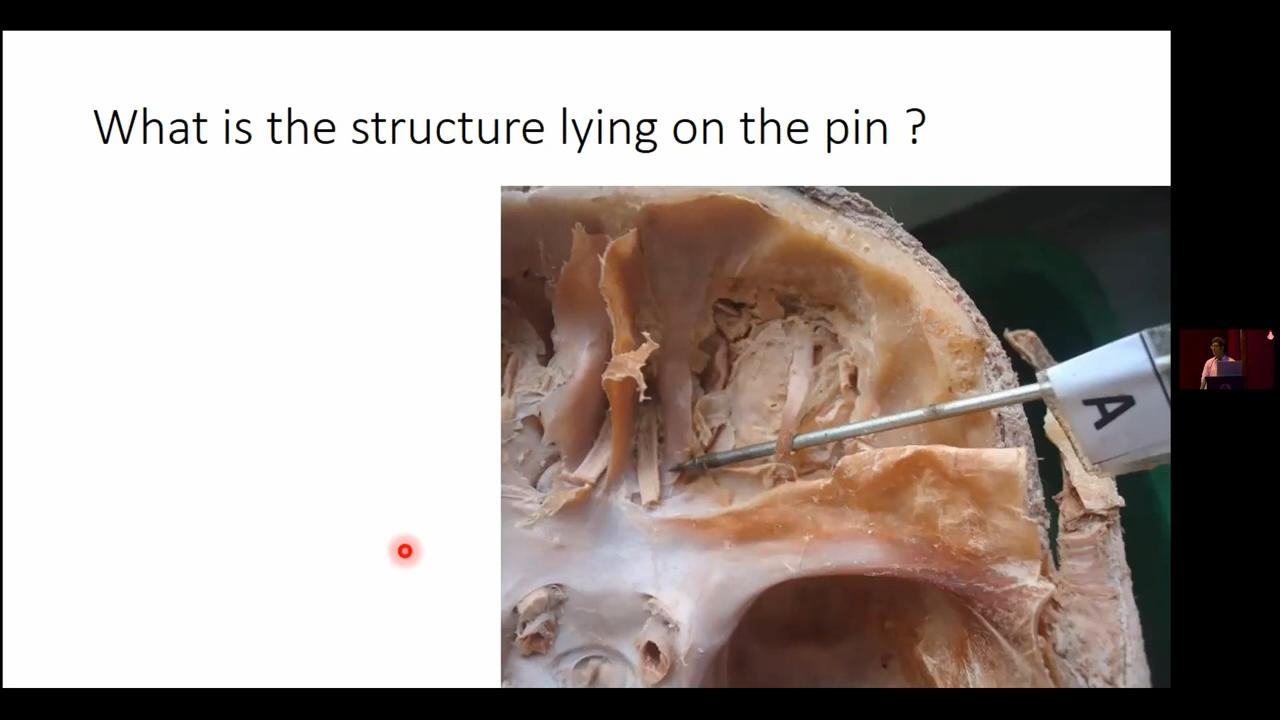 What is the structure lying on the pin ?
A